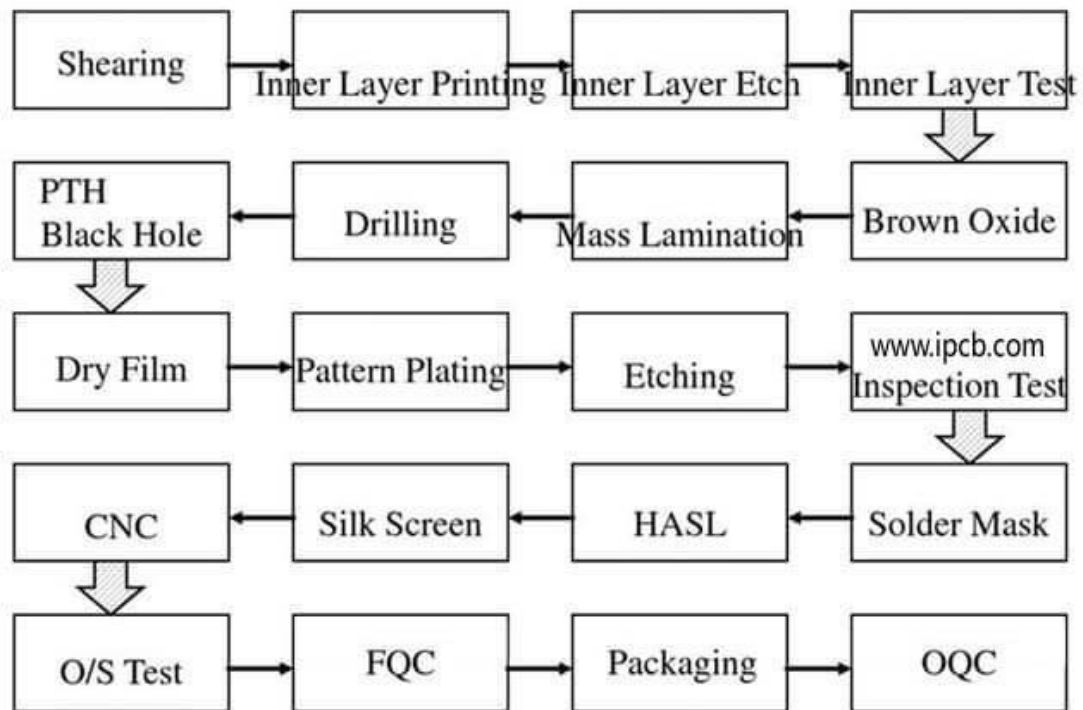 Shearing
Inner Layer Printing
Inner Layer Etch
Inner Layer Test
Brown Oxide
Mass Lamination
Drilling
PTH
Black Hole
Dry Film
Pattern Plating
Etching
www.ipcb.com
Inspection Test
Solder Mask
HASL
Silk Screen
CNC
O/S Test
FQC
Packaging
OQC